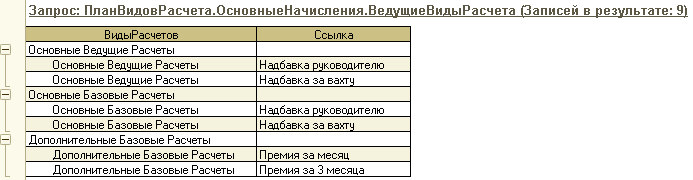 Запрос: ПланВидовРасчета.ОсновныеНачисления.ВедущиеВидыРасчета (Записей в результате: 9)
ВидыРасчетов Ссылка
Основные Ведущие Расчеты
Основные Ведущие Расчеты Надбавка руководителю
Основные Ведущие Расчеты Надбавка за вахту
Основные Базовые Расчеты
Основные Базовые Расчеты Надбавка руководителю
Основные Базовые Расчеты Надбавка за вахту
Дополнительные Базовые Расчеты
Дополнительные Базовые Расчеты Премия за месяц
Дополнительные Базовые Расчеты Премия за 3 месяца